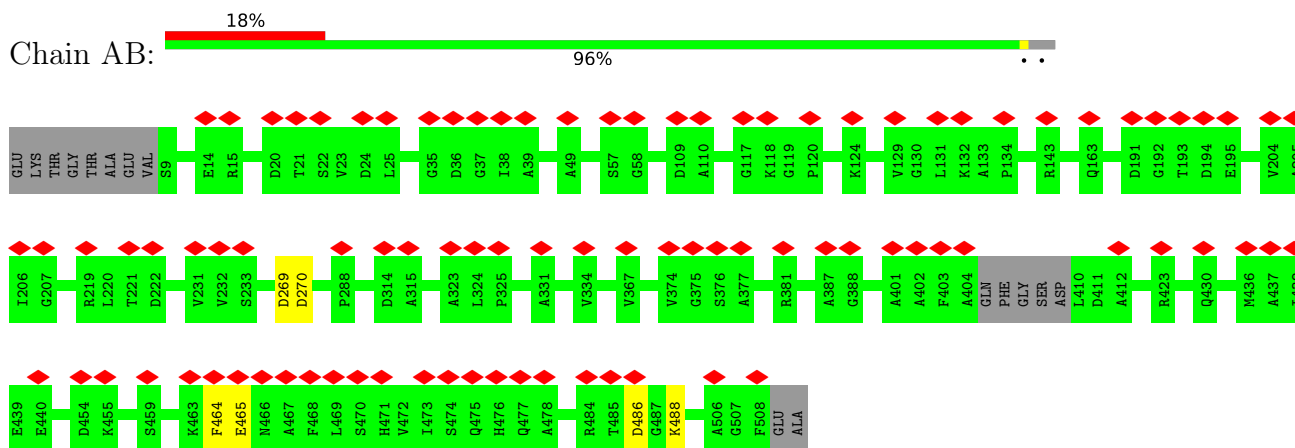 18%
Chain AB:
96%
• •
GLU LYS THR GLY THR ALA GLU VAL S9 E14 R15 D20 T21 S22 V23 D24 L25 G35 D36 G37 I38 A39 A49 S57 G58 D109 A110 G117 K118 G119 P120 K124 V129 G130 L131 K132 A133 P134 R143 Q163 D191 G192 T193 D194 E195 V204
I206 G207 R219 L220 T221 D222 V231 V232 S233 D269 D270 P288 D314 A315 A323 L324 P325 A331 V334 V367 V374 G375 S376 A377 R381 A387 G388 A401 A402 F403 A404 GLN PHE GLY SER ASP L410 D411 A412 R423 Q430 M436 A437
E439 E440 D454 K455 S459 K463 F464 E465 N466 A467 F468 L469 S470 H471 V472 I473 S474 Q475 H476 Q477 A478 R484 T485 D486 G487 K488 A506 G507 F508 GLU ALA